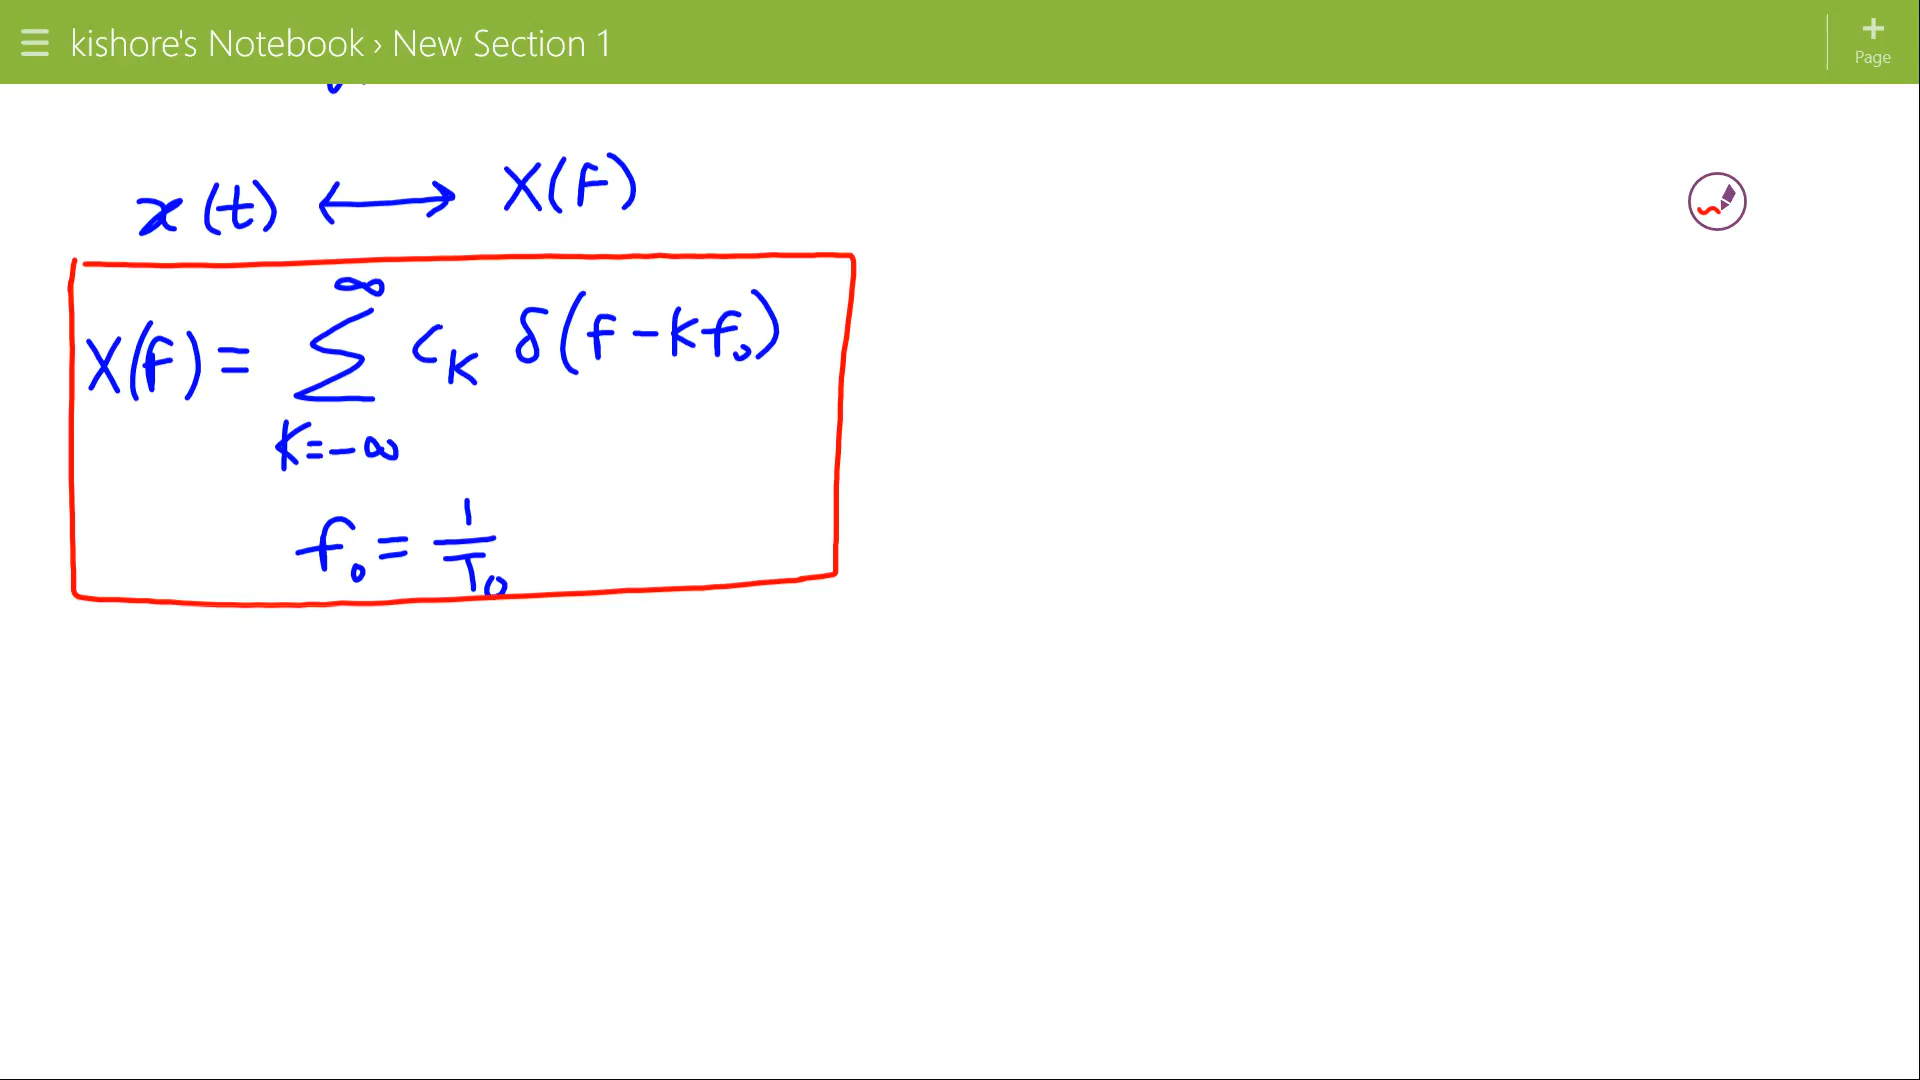 kishore's Notebook › New Section 1
+
Page
x(t) ⟷ X(F)
∞
X(F) = ∑ c_K δ(F - kf₀)
K = -∞
f₀ = 1/T₀